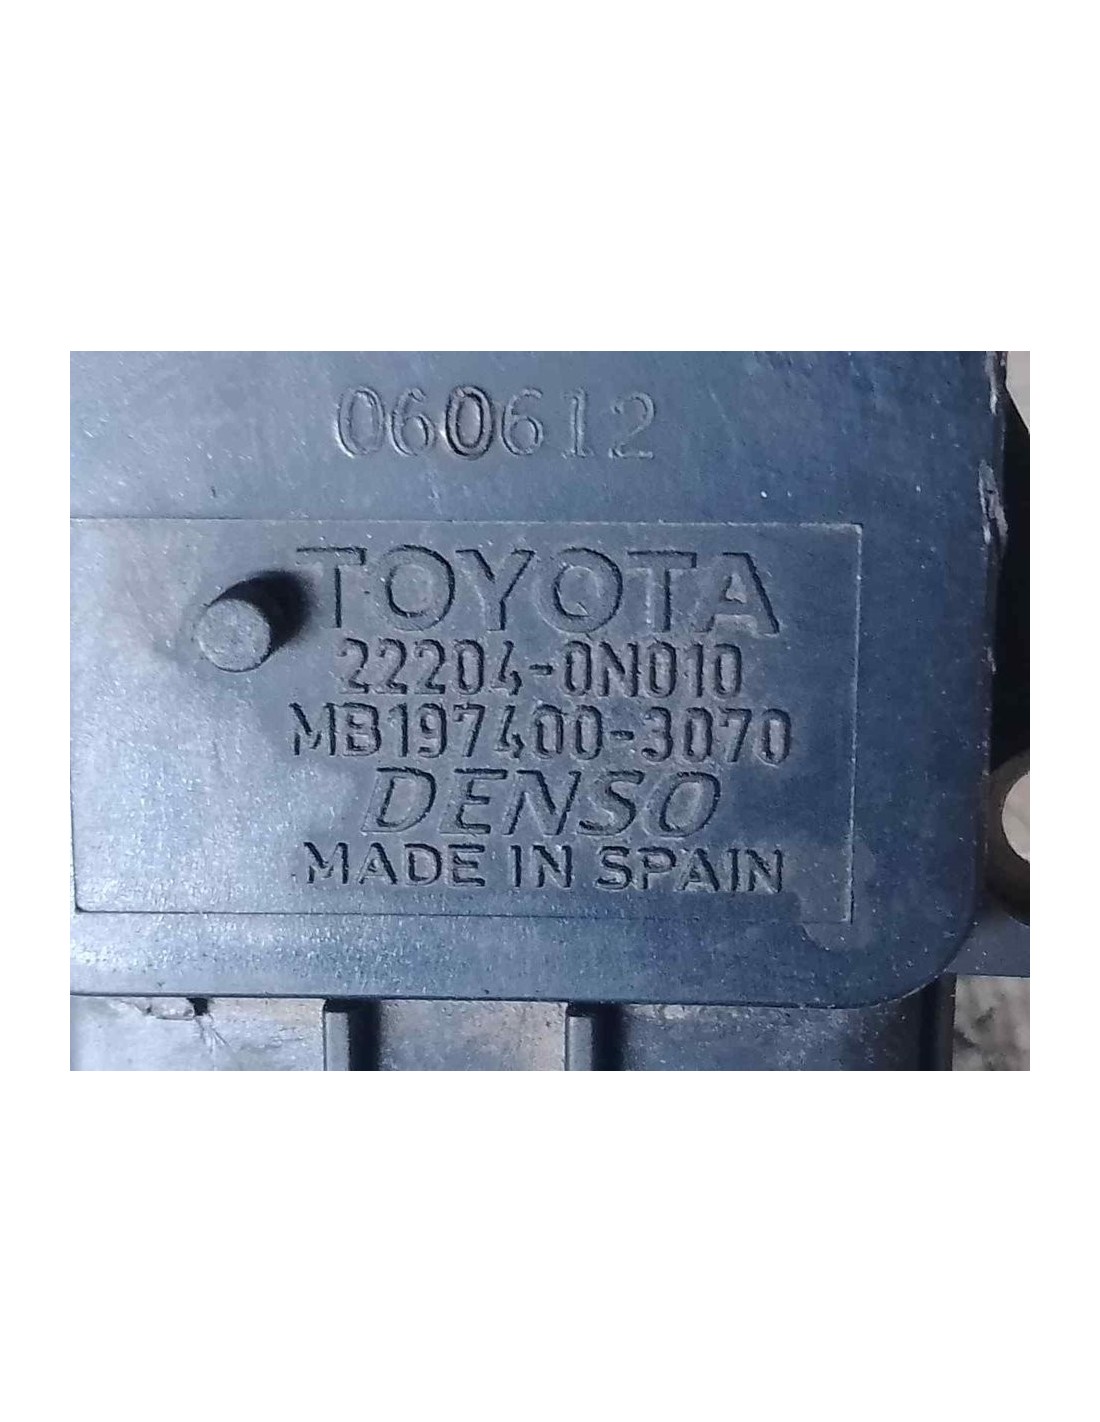 060612
TOYOTA
22204-0N010
MB197400-3070
DENSO
MADE IN SPAIN